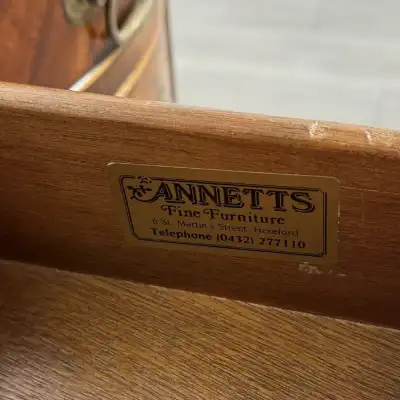 ANNETTS
Fine Furniture
6 St. Martin's Street, Hereford
Telephone (0432) 277110